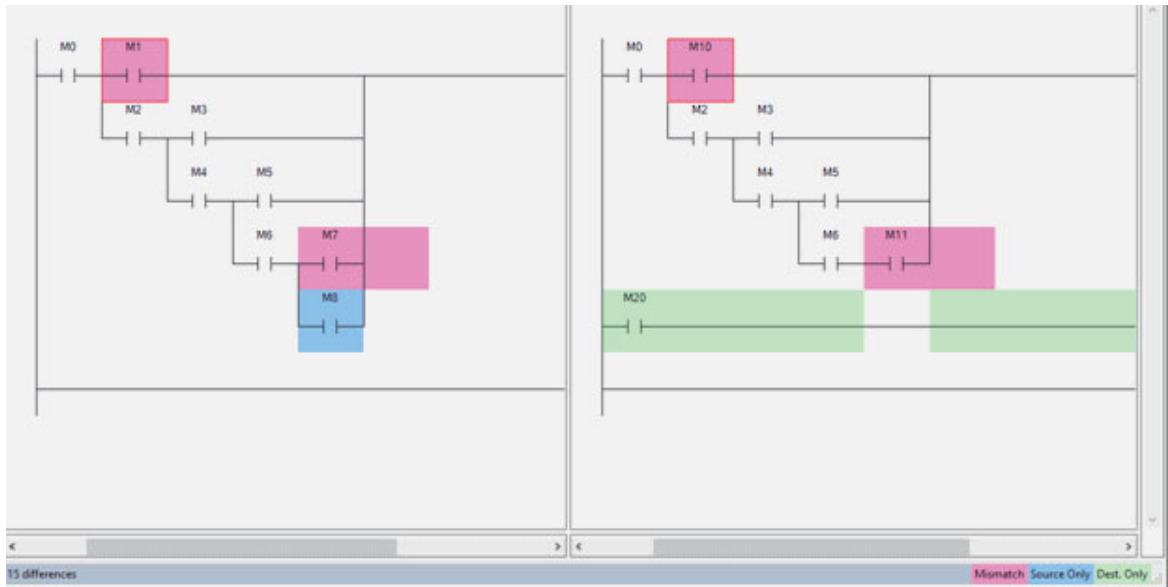 M0 M1
M2 M3
M4 M5
M6 M7
M8
M0 M10
M2 M3
M4 M5
M6 M11
M20
15 differences
Mismatch Source Only Dest. Only